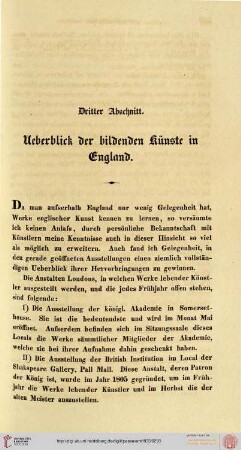 Dritter Abschnitt.
Ueberblick der bildenden Künste in
England.
Da man außerhalb England nur wenig Gelegenheit hat,
Werke englischer Kunst kennen zu lernen, so versäumte
ich keinen Anlaſs, durch persönliche Bekanntschaft mit
Künstlern meine Kenntnisse auch in dieser Hinsicht so viel
als möglich zu erweitern. Auch fand ich Gelegenheit, in
den gerade geöffneten Ausstellungen einen ziemlich vollständi-
gen Ueberblick ihrer Hervorbringungen zu gewinnen.
Die Anstalten Londons, in welchen Werke lebender Künst-
ler ausgestellt werden, und die jedes Frühjahr offen stehen,
sind folgende:
I) Die Ausstellung der königl. Akademie in Somerset-
house. Sie ist die bedeutendste und wird im Monat Mai
eröffnet. Außerdem befinden sich im Sitzungssaale dieses
Locals die Werke sämmtlicher Mitglieder der Akademie,
welche sie bei ihrer Aufnahme dahin geschenkt haben.
II) Die Ausstellung der British Institution im Local der
Shakspeare Gallery, Pall Mall. Diese Anstalt, deren Patron
der König ist, wurde im Jahr 1805 gegründet, um im Früh-
jahr die Werke lebender Künstler und im Herbst die der
alten Meister auszustellen.